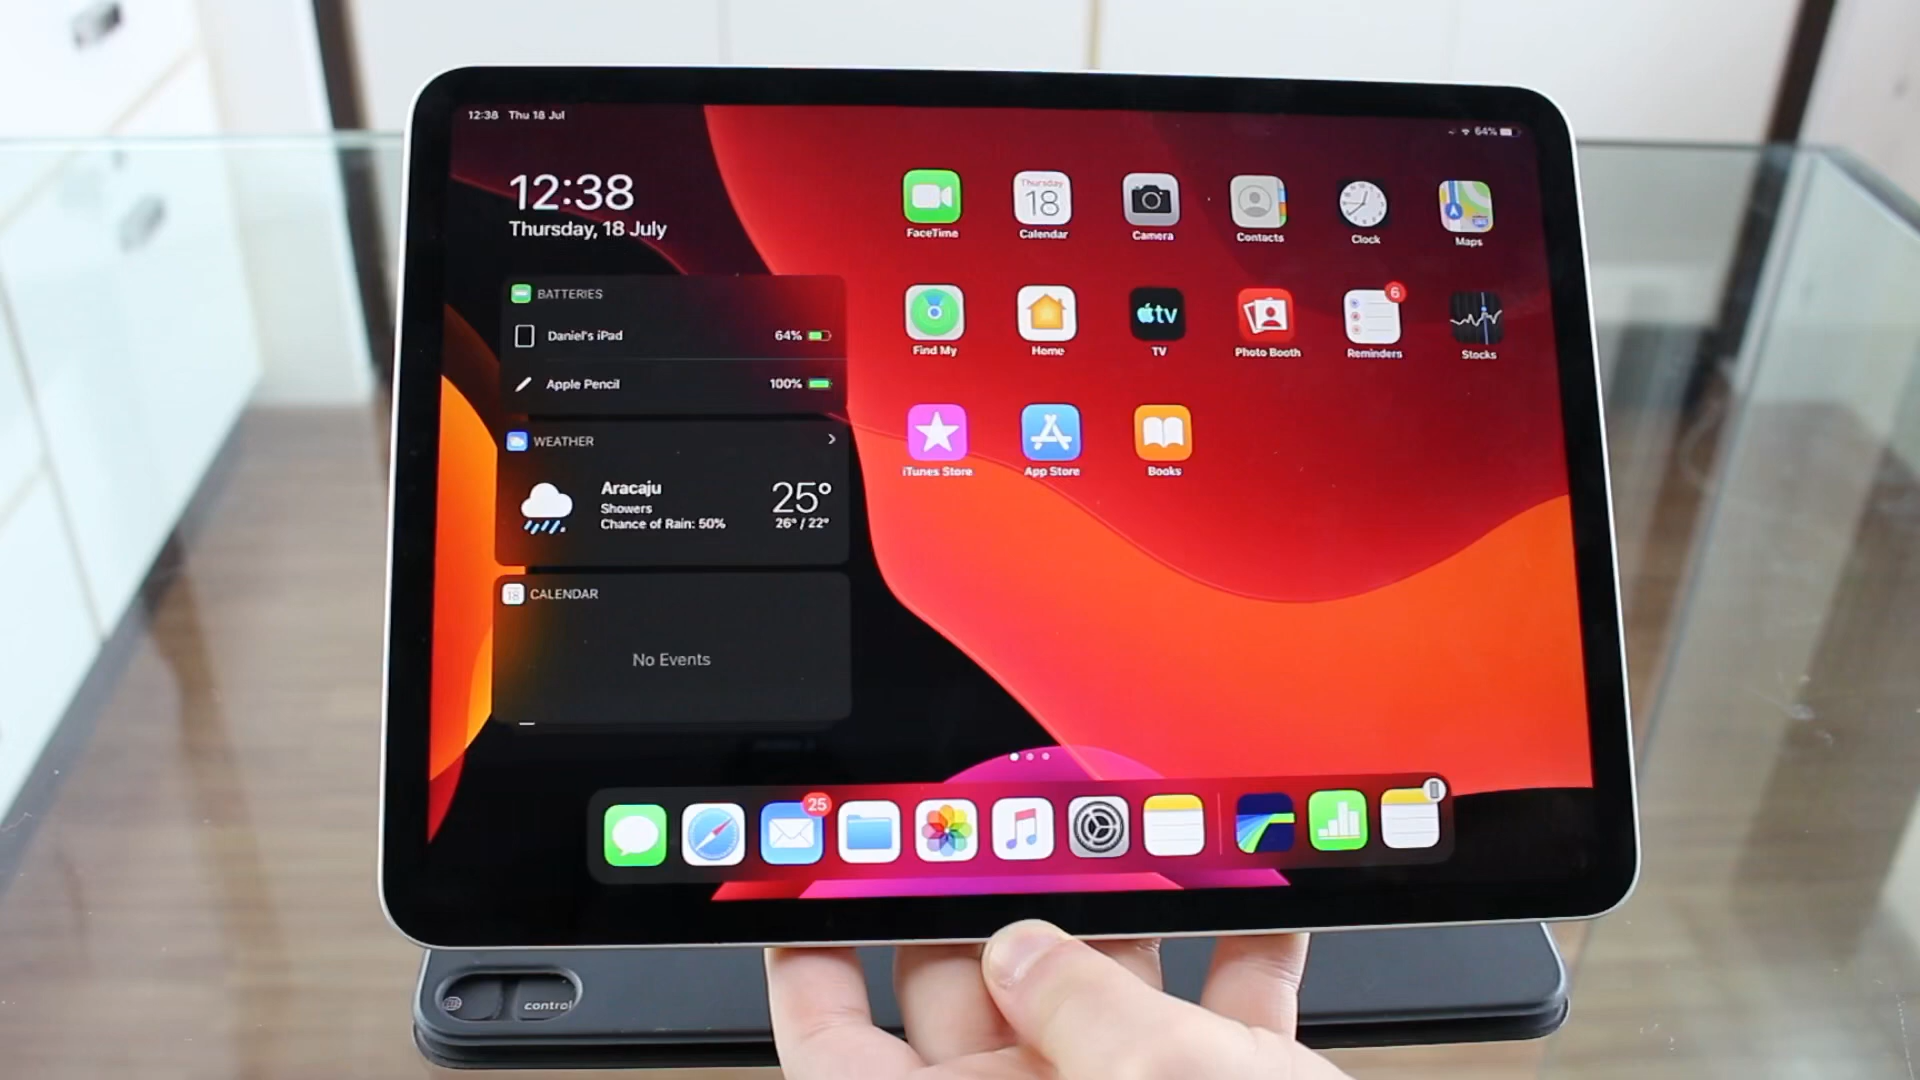 12:38 Thu 18 Jul
64%
12:38
Thursday, 18 July
BATTERIES
Daniel's iPad 64%
Apple Pencil 100%
WEATHER
Aracaju
Showers
Chance of Rain: 50%
25°
26° / 22°
18 CALENDAR
No Events
Thursday
18
FaceTime Calendar Camera Contacts Clock Maps
tv
6
Find My Home TV Photo Booth Reminders Stocks
iTunes Store App Store Books
25
control